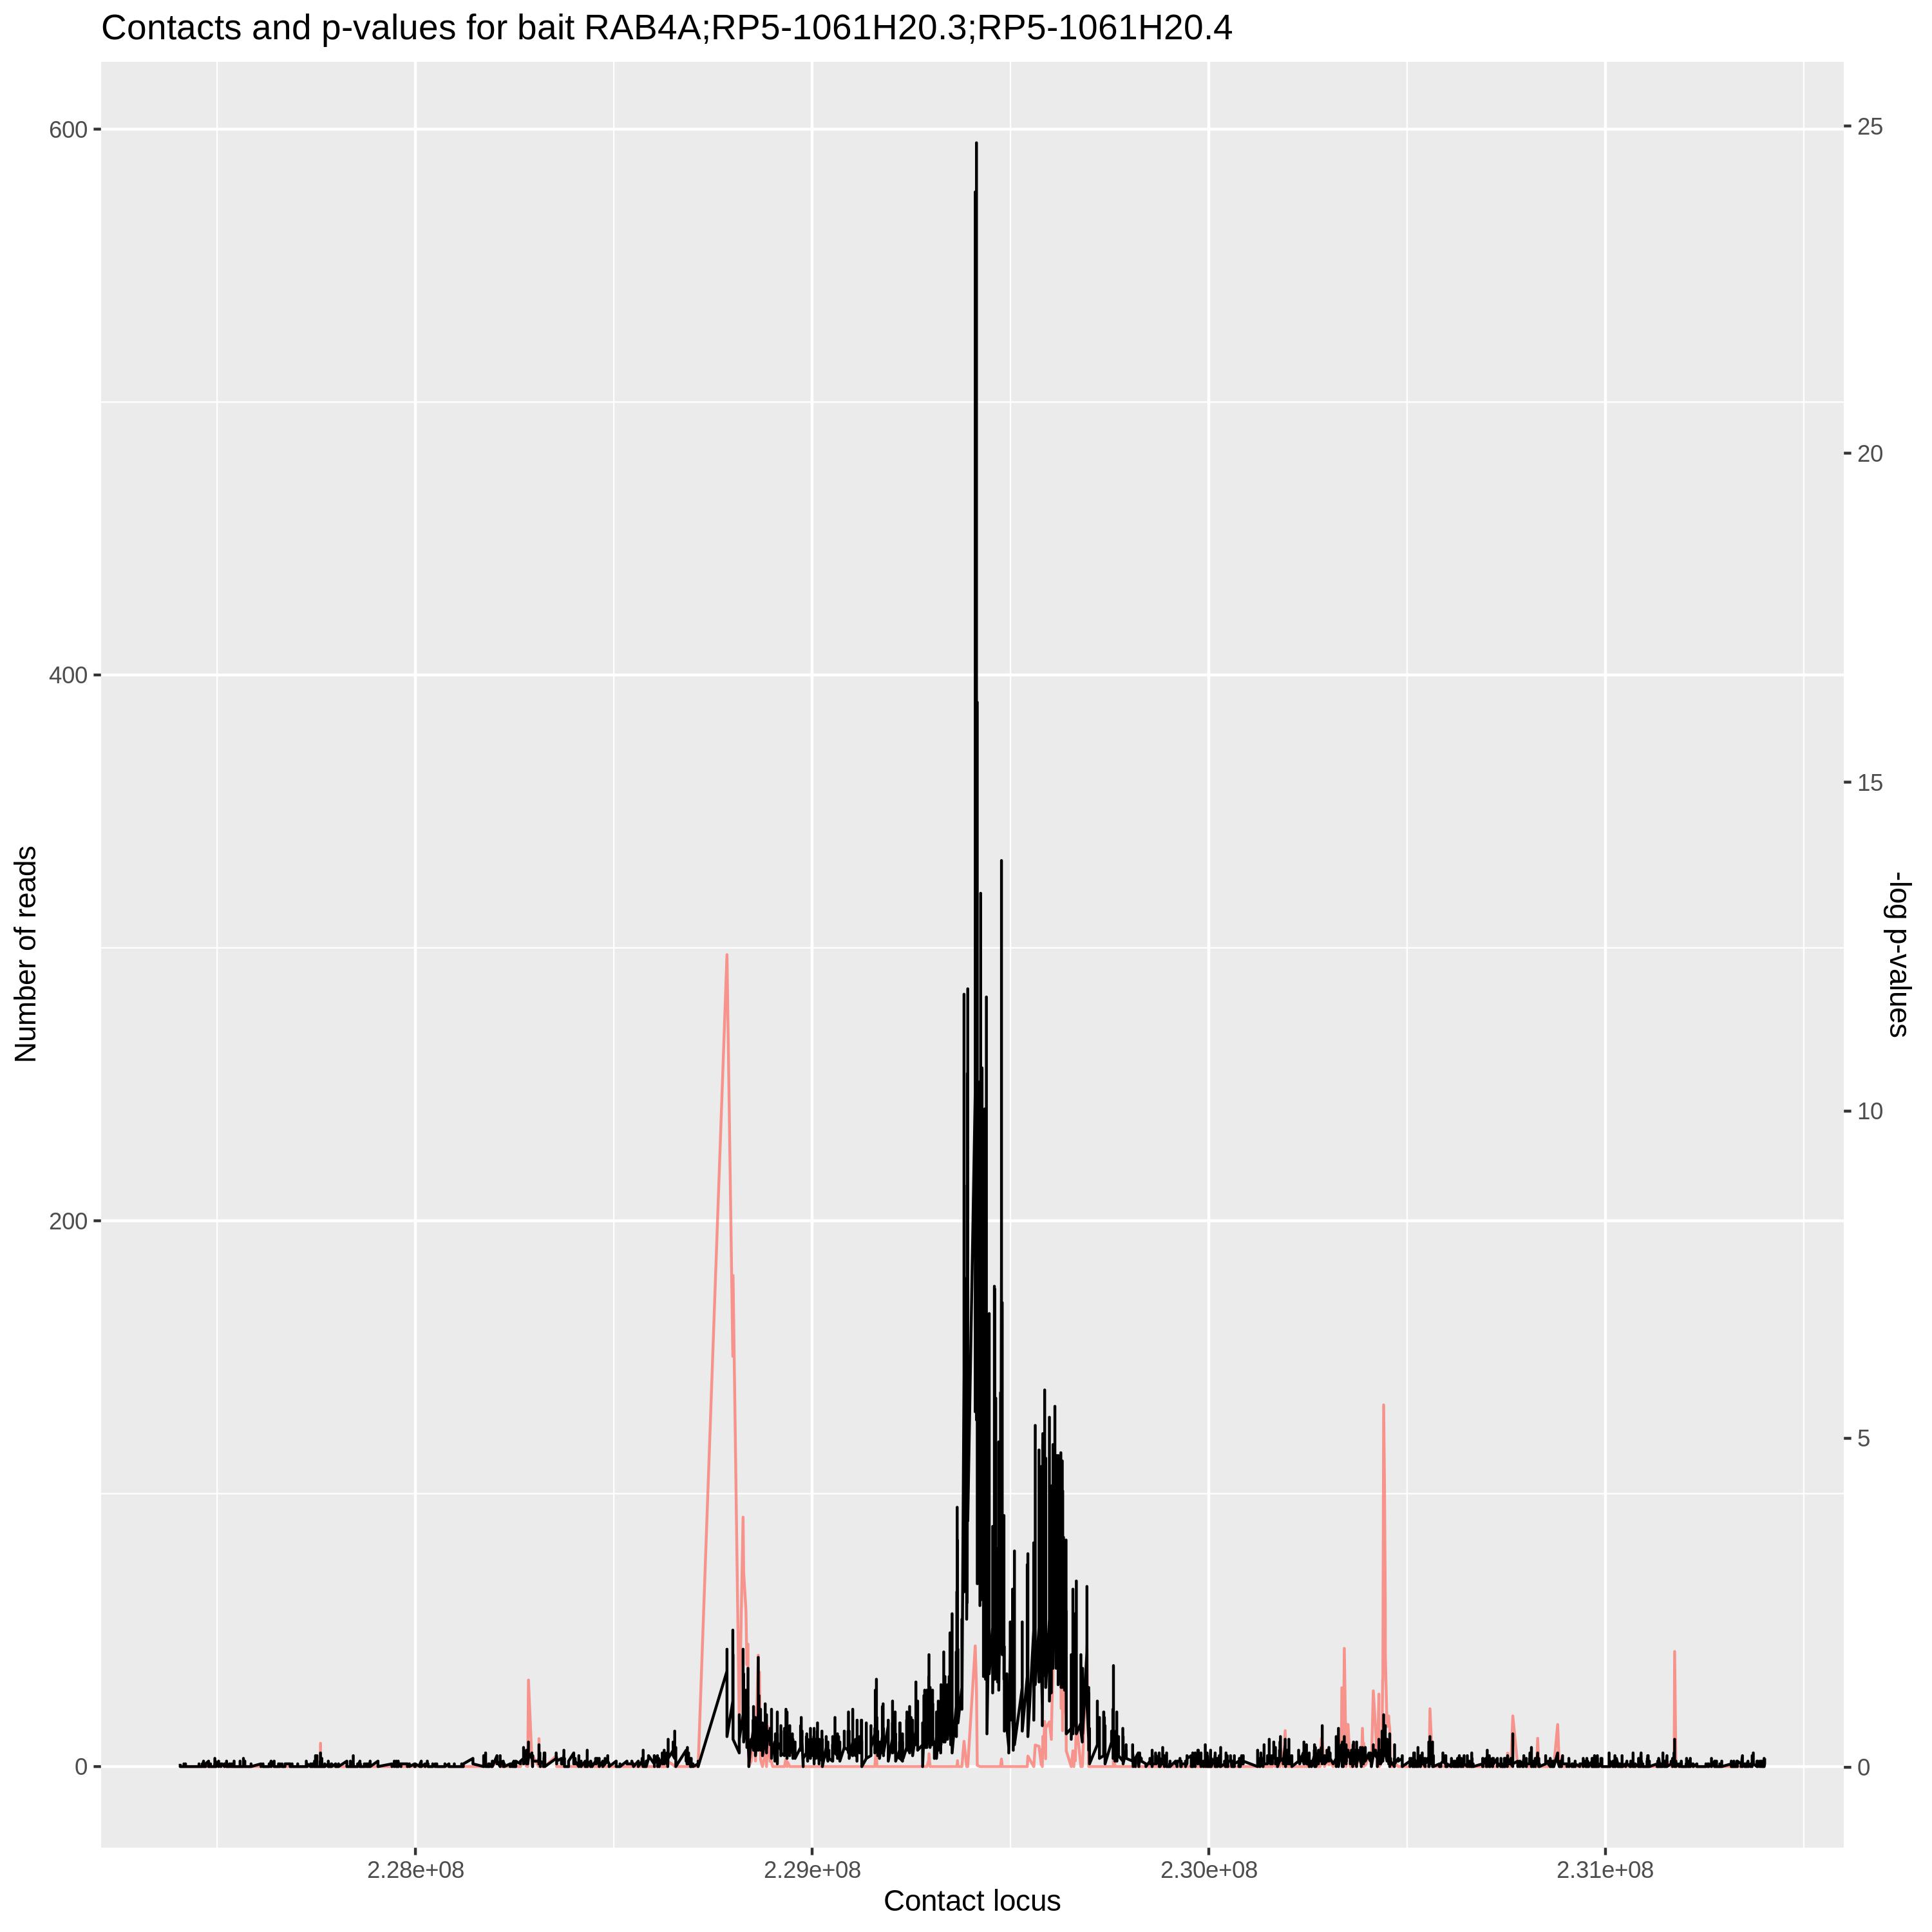 Contacts and p-values for bait RAB4A;RP5-1061H20.3;RP5-1061H20.4
600
400
200
0
25
20
15
10
5
0
Number of reads
-log p-values
2.28e+08
2.29e+08
2.30e+08
2.31e+08
Contact locus